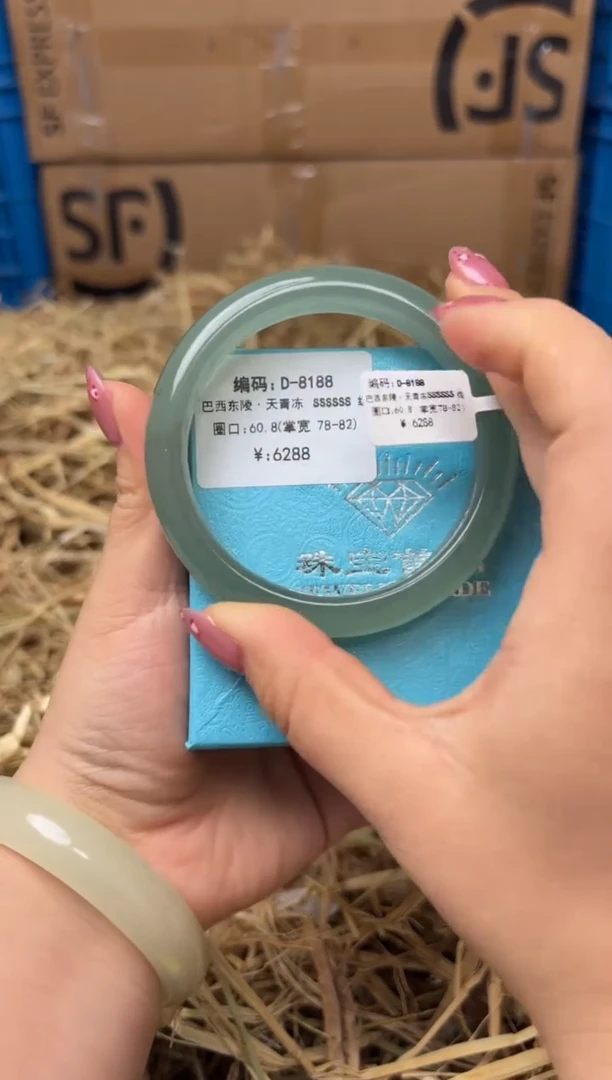 SF EXPRESS
SF
SF
编码:D-8188
巴西东陵·天青冻 SSSSSS
圈口:60.8(掌宽 78-82)
¥:6288
编码:D-8188
巴西东陵·天青冻SSSSSS
圈口:60.8 掌宽78-82)
¥ 6288
珠宝